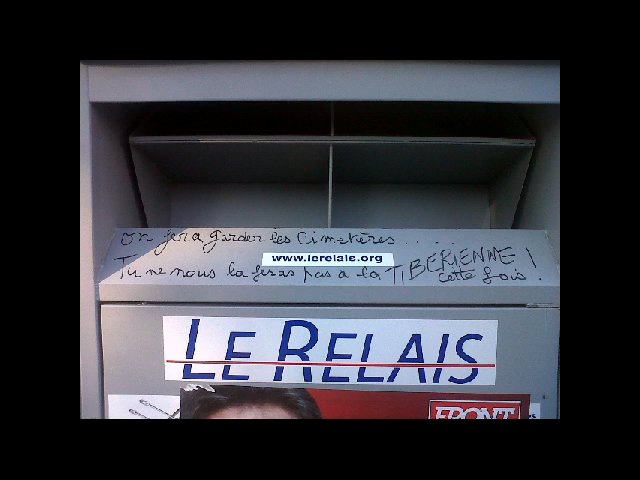 on fera garder les Cimetères . . . . .
www.lerelais.org
Tu ne nous la feras pas a la TIBERIENNE !
cette fois .
LE RELAIS
FRONT